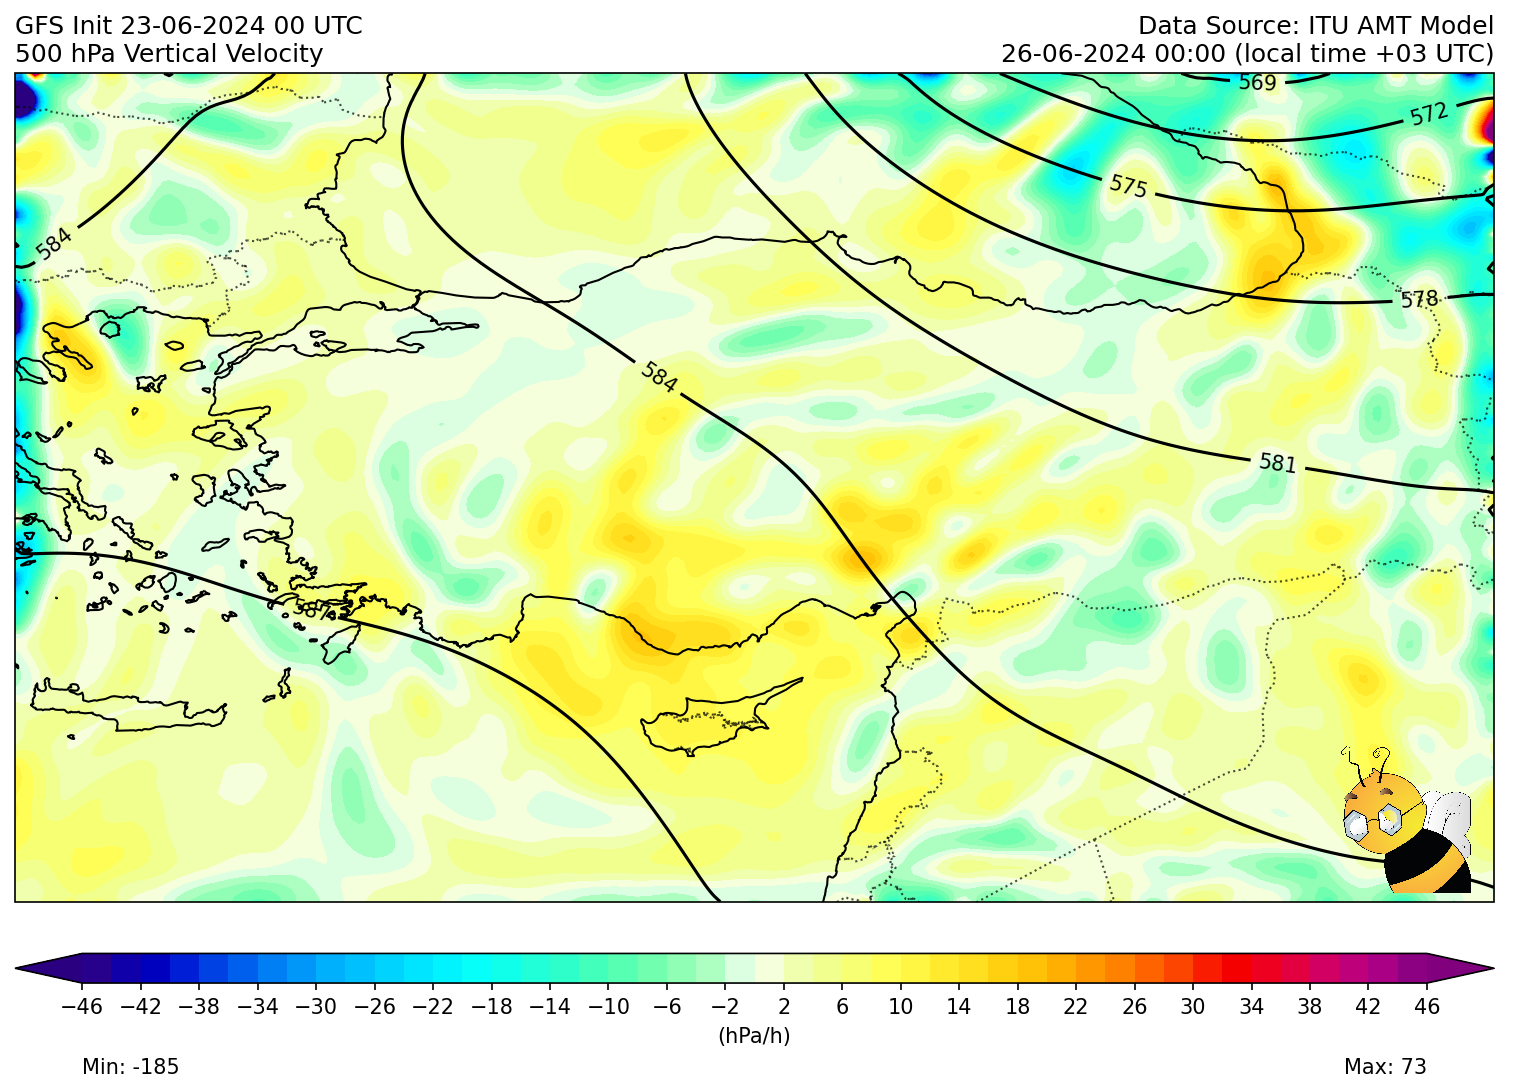 GFS Init 23-06-2024 00 UTC
Data Source: ITU AMT Model
500 hPa Vertical Velocity
26-06-2024 00:00 (local time +03 UTC)
569
572
575
584
578
584
581
−46 −42 −38 −34 −30 −26 −22 −18 −14 −10 −6 −2 2 6 10 14 18 22 26 30 34 38 42 46
(hPa/h)
Min: -185
Max: 73